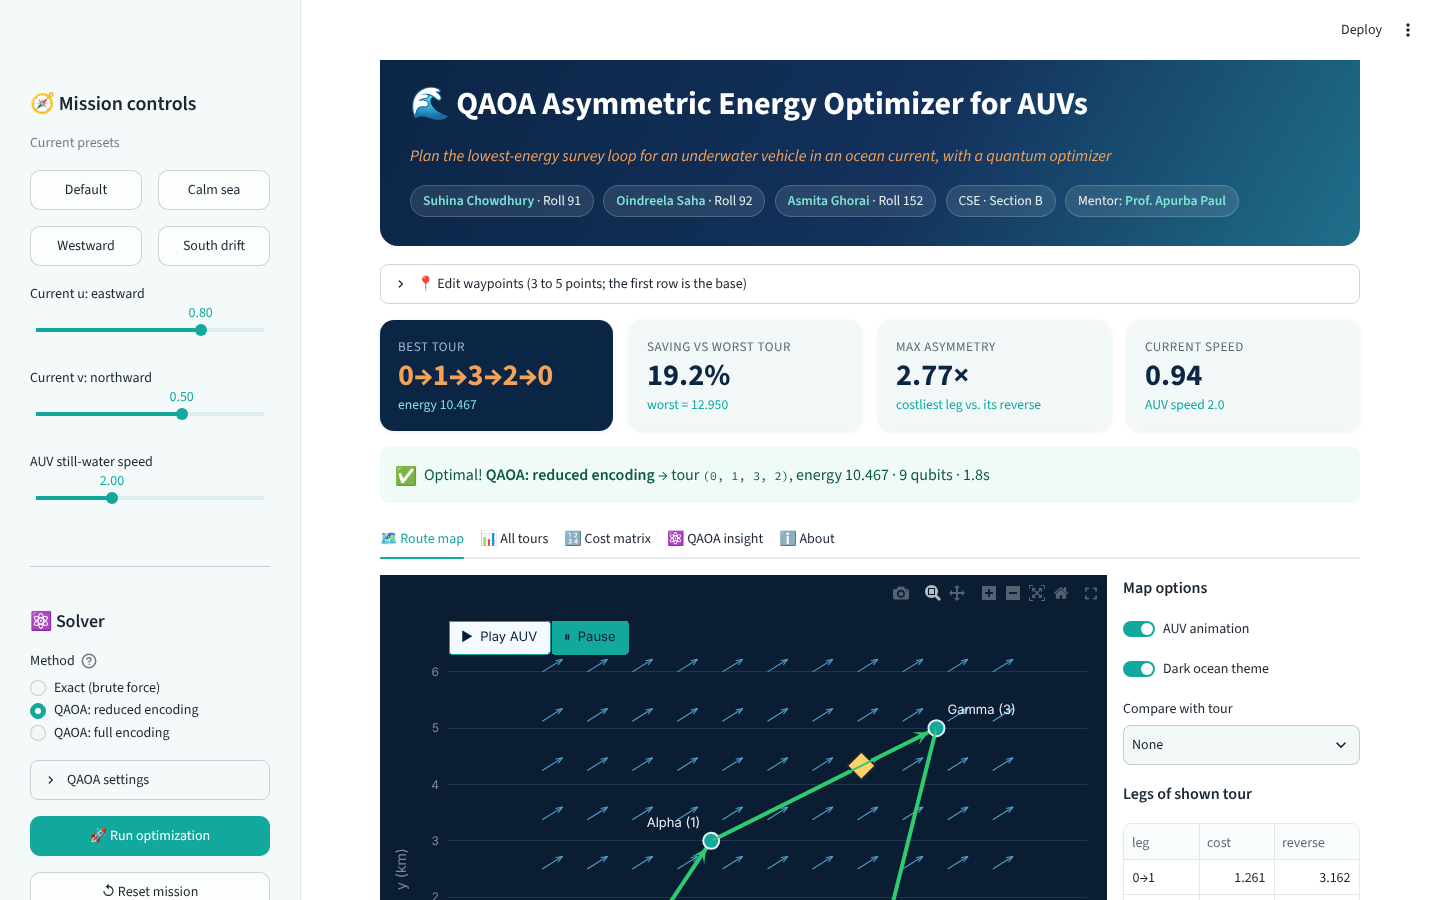 Deploy
🧭 Mission controls
Current presets
Default
Calm sea
Westward
South drift
Current u: eastward
0.80
Current v: northward
0.50
AUV still-water speed
2.00
⚛️ Solver
Method
Exact (brute force)
QAOA: reduced encoding
QAOA: full encoding
QAOA settings
🚀 Run optimization
↺ Reset mission
🌊 QAOA Asymmetric Energy Optimizer for AUVs
Plan the lowest-energy survey loop for an underwater vehicle in an ocean current, with a quantum optimizer
Suhina Chowdhury · Roll 91
Oindreela Saha · Roll 92
Asmita Ghorai · Roll 152
CSE · Section B
Mentor: Prof. Apurba Paul
📍 Edit waypoints (3 to 5 points; the first row is the base)
BEST TOUR
0→1→3→2→0
energy 10.467
SAVING VS WORST TOUR
19.2%
worst = 12.950
MAX ASYMMETRY
2.77×
costliest leg vs. its reverse
CURRENT SPEED
0.94
AUV speed 2.0
✅ Optimal! QAOA: reduced encoding → tour (0, 1, 3, 2), energy 10.467 · 9 qubits · 1.8s
🗺️ Route map
📊 All tours
🔢 Cost matrix
⚛️ QAOA insight
ℹ️ About
▶ Play AUV
⏸ Pause
6
5
4
3
2
y (km)
Gamma (3)
Alpha (1)
Map options
AUV animation
Dark ocean theme
Compare with tour
None
Legs of shown tour
leg cost reverse
0→1 1.261 3.162